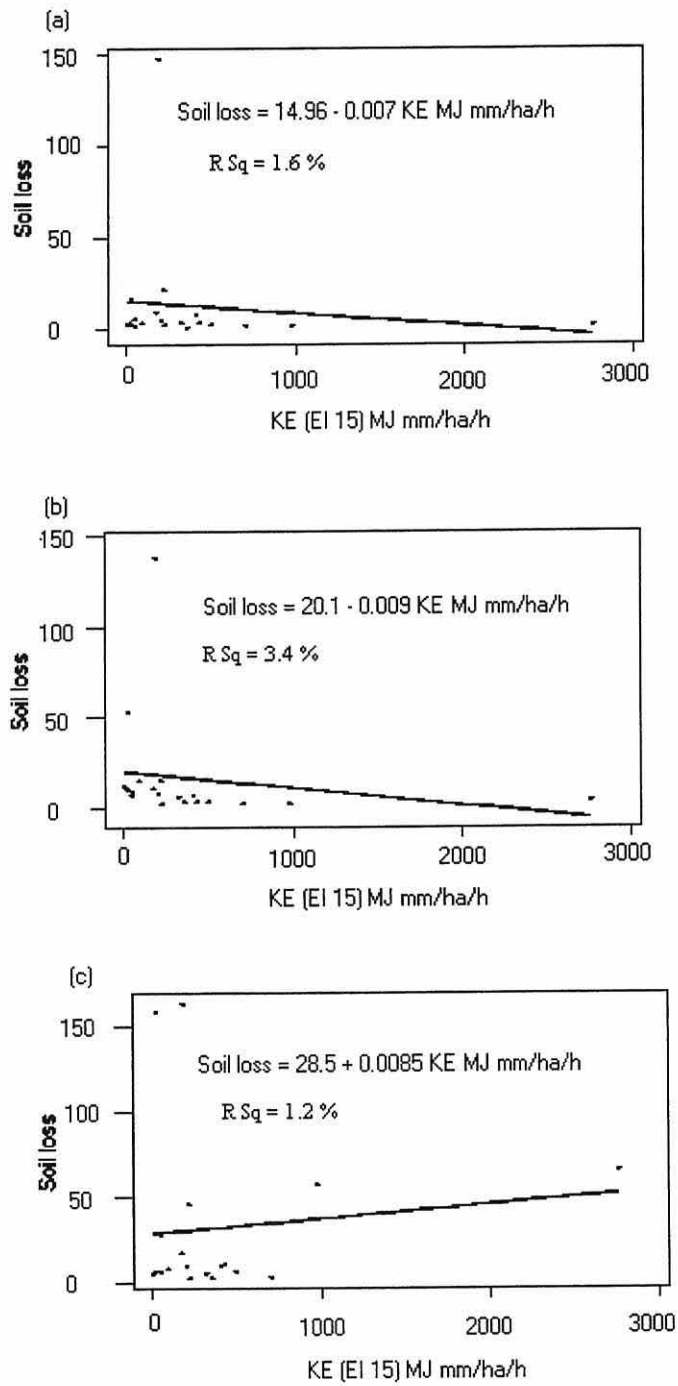 (a)
150
Soil loss = 14.96 - 0.007 KE MJ mm/ha/h
R Sq = 1.6 %
100
50
0
Soil loss
0 1000 2000 3000
KE (EI 15) MJ mm/ha/h
(b)
150
Soil loss = 20.1 - 0.009 KE MJ mm/ha/h
R Sq = 3.4 %
100
50
0
Soil loss
0 1000 2000 3000
KE (EI 15) MJ mm/ha/h
(c)
150
Soil loss = 28.5 + 0.0085 KE MJ mm/ha/h
R Sq = 1.2 %
100
50
0
Soil loss
0 1000 2000 3000
KE (EI 15) MJ mm/ha/h